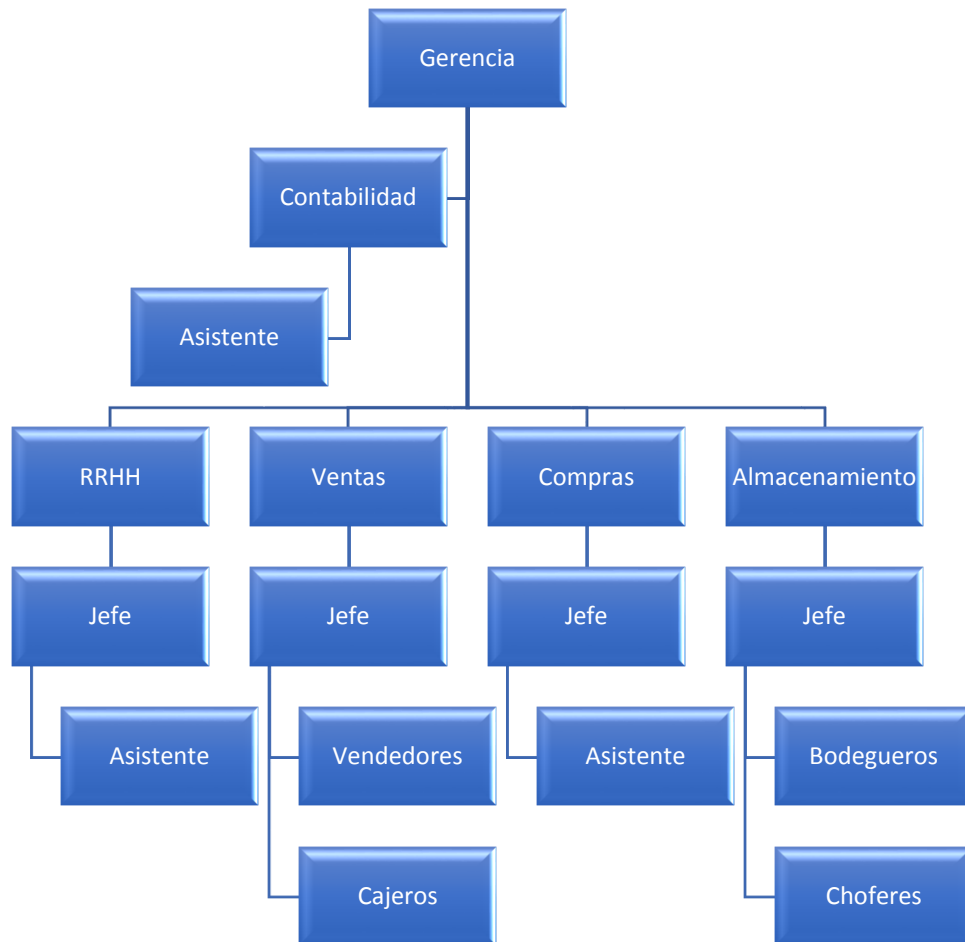 Gerencia
Contabilidad
Asistente
RRHH
Ventas
Compras
Almacenamiento
Jefe
Jefe
Jefe
Jefe
Asistente
Vendedores
Asistente
Bodegueros
Cajeros
Choferes